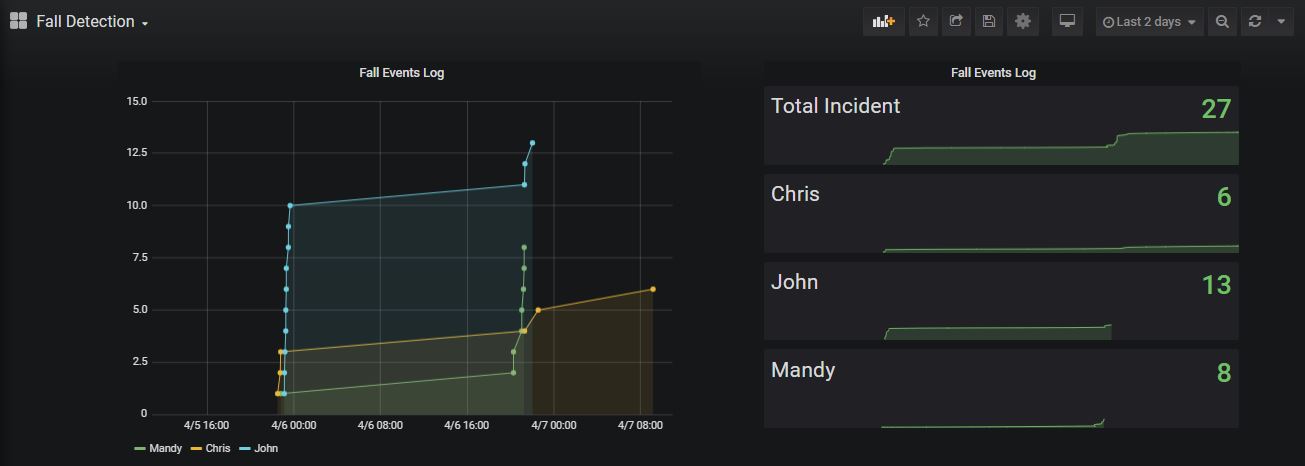 Fall Detection
Last 2 days
Fall Events Log
15.0
12.5
10.0
7.5
5.0
2.5
0
4/5 16:00 4/6 00:00 4/6 08:00 4/6 16:00 4/7 00:00 4/7 08:00
Mandy Chris John
Fall Events Log
Total Incident 27
Chris 6
John 13
Mandy 8